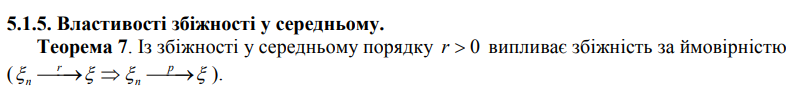 5.1.5. Властивості збіжності у середньому.
Теорема 7. Із збіжності у середньому порядку r > 0 випливає збіжність за ймовірністю
(ξₙ —r→ ξ ⇒ ξₙ —p→ ξ ).